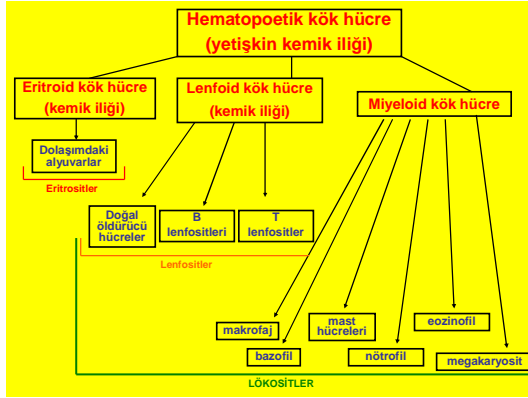 Hematopoetik kök hücre
(yetişkin kemik iliği)
Eritroid kök hücre
(kemik iliği)
Lenfoid kök hücre
(kemik iliği)
Miyeloid kök hücre
Dolaşımdaki
alyuvarlar
Eritrositler
Doğal
öldürücü
hücreler
B
lenfositleri
T
lenfositler
Lenfositler
makrofaj
bazofil
mast
hücreleri
nötrofil
eozinofil
megakaryosit
LÖKOSİTLER